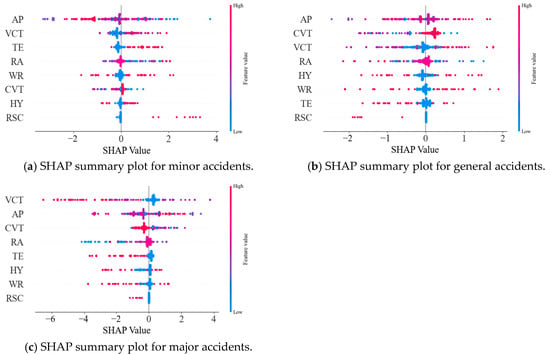 High
AP
VCT
TE
RA
WR
CVT
HY
RSC
Feature value
Low
−2 0 2 4
SHAP Value
(a) SHAP summary plot for minor accidents.
High
AP
CVT
VCT
RA
HY
WR
TE
RSC
Feature value
Low
−2 −1 0 1 2
SHAP Value
(b) SHAP summary plot for general accidents.
High
VCT
AP
CVT
RA
TE
HY
WR
RSC
Feature value
Low
−6 −4 −2 0 2 4
SHAP Value
(c) SHAP summary plot for major accidents.